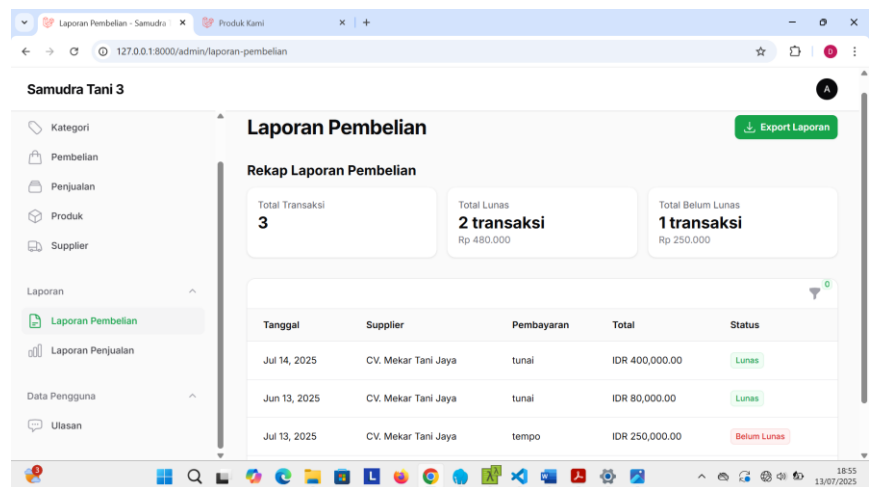 Laporan Pembelian - Samudra
Produk Kami
127.0.0.1:8000/admin/laporan-pembelian
D
Samudra Tani 3
A
Kategori
Pembelian
Penjualan
Produk
Supplier
Laporan
Laporan Pembelian
Laporan Penjualan
Data Pengguna
Ulasan
Laporan Pembelian
Export Laporan
Rekap Laporan Pembelian
Total Transaksi
3
Total Lunas
2 transaksi
Rp 480.000
Total Belum Lunas
1 transaksi
Rp 250.000
0
Tanggal Supplier Pembayaran Total Status
Jul 14, 2025 CV. Mekar Tani Jaya tunai IDR 400,000.00 Lunas
Jun 13, 2025 CV. Mekar Tani Jaya tunai IDR 80,000.00 Lunas
Jul 13, 2025 CV. Mekar Tani Jaya tempo IDR 250,000.00 Belum Lunas
18:55
13/07/2025